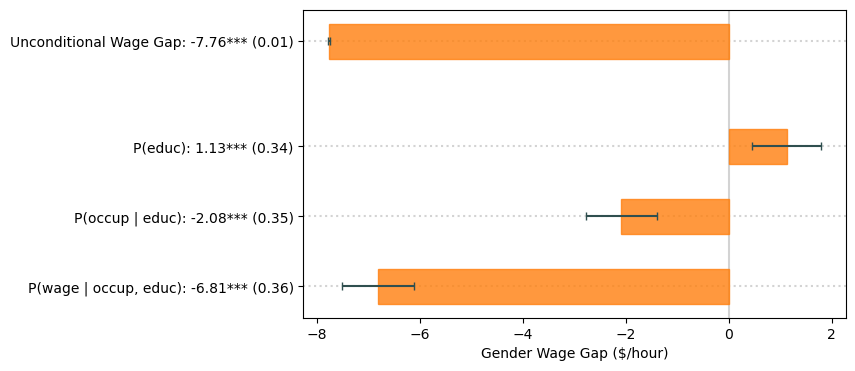 Unconditional Wage Gap: -7.76*** (0.01)
P(educ): 1.13*** (0.34)
P(occup | educ): -2.08*** (0.35)
P(wage | occup, educ): -6.81*** (0.36)
−8 −6 −4 −2 0 2
Gender Wage Gap ($/hour)